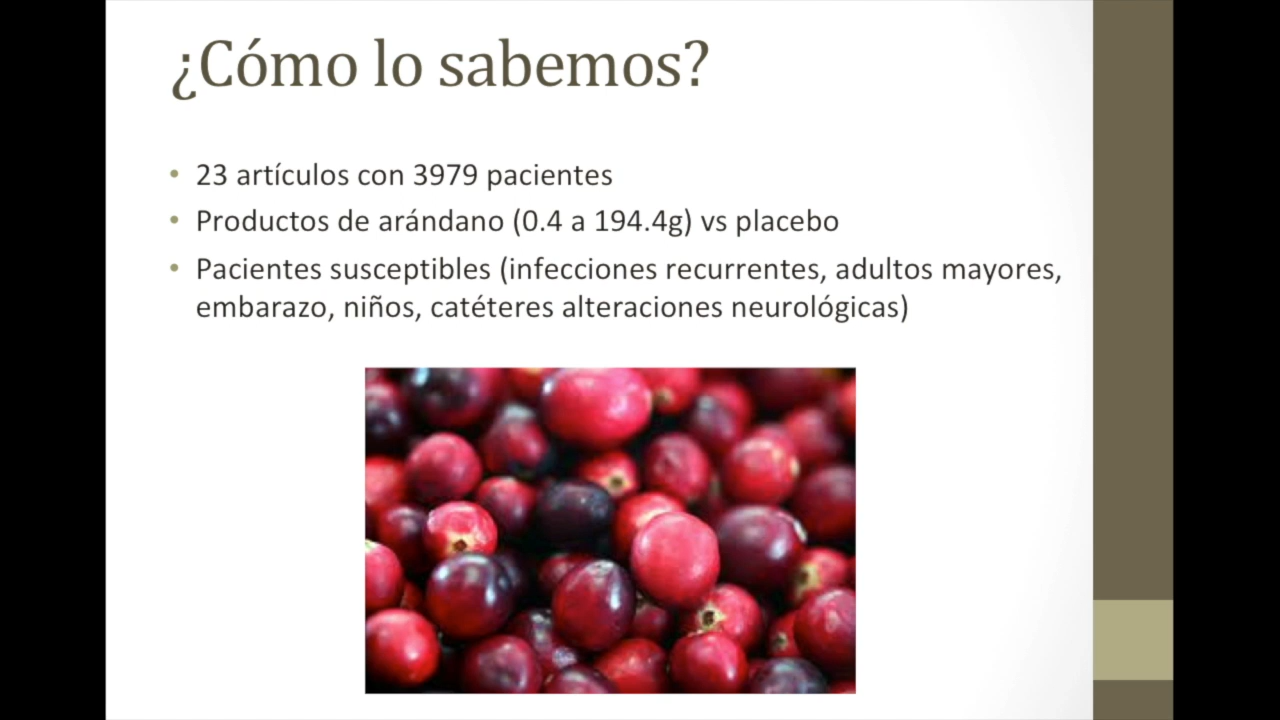 ¿Cómo lo sabemos?
• 23 artículos con 3979 pacientes
• Productos de arándano (0.4 a 194.4g) vs placebo
• Pacientes susceptibles (infecciones recurrentes, adultos mayores,
embarazo, niños, catéteres alteraciones neurológicas)